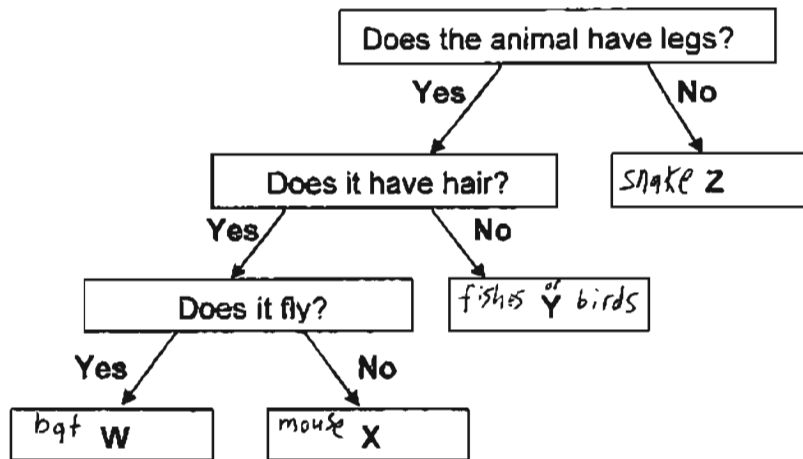 Does the animal have legs?
Yes No
Does it have hair?
snake Z
Yes No
Does it fly?
fishes or Y birds
Yes No
bat W
mouse X